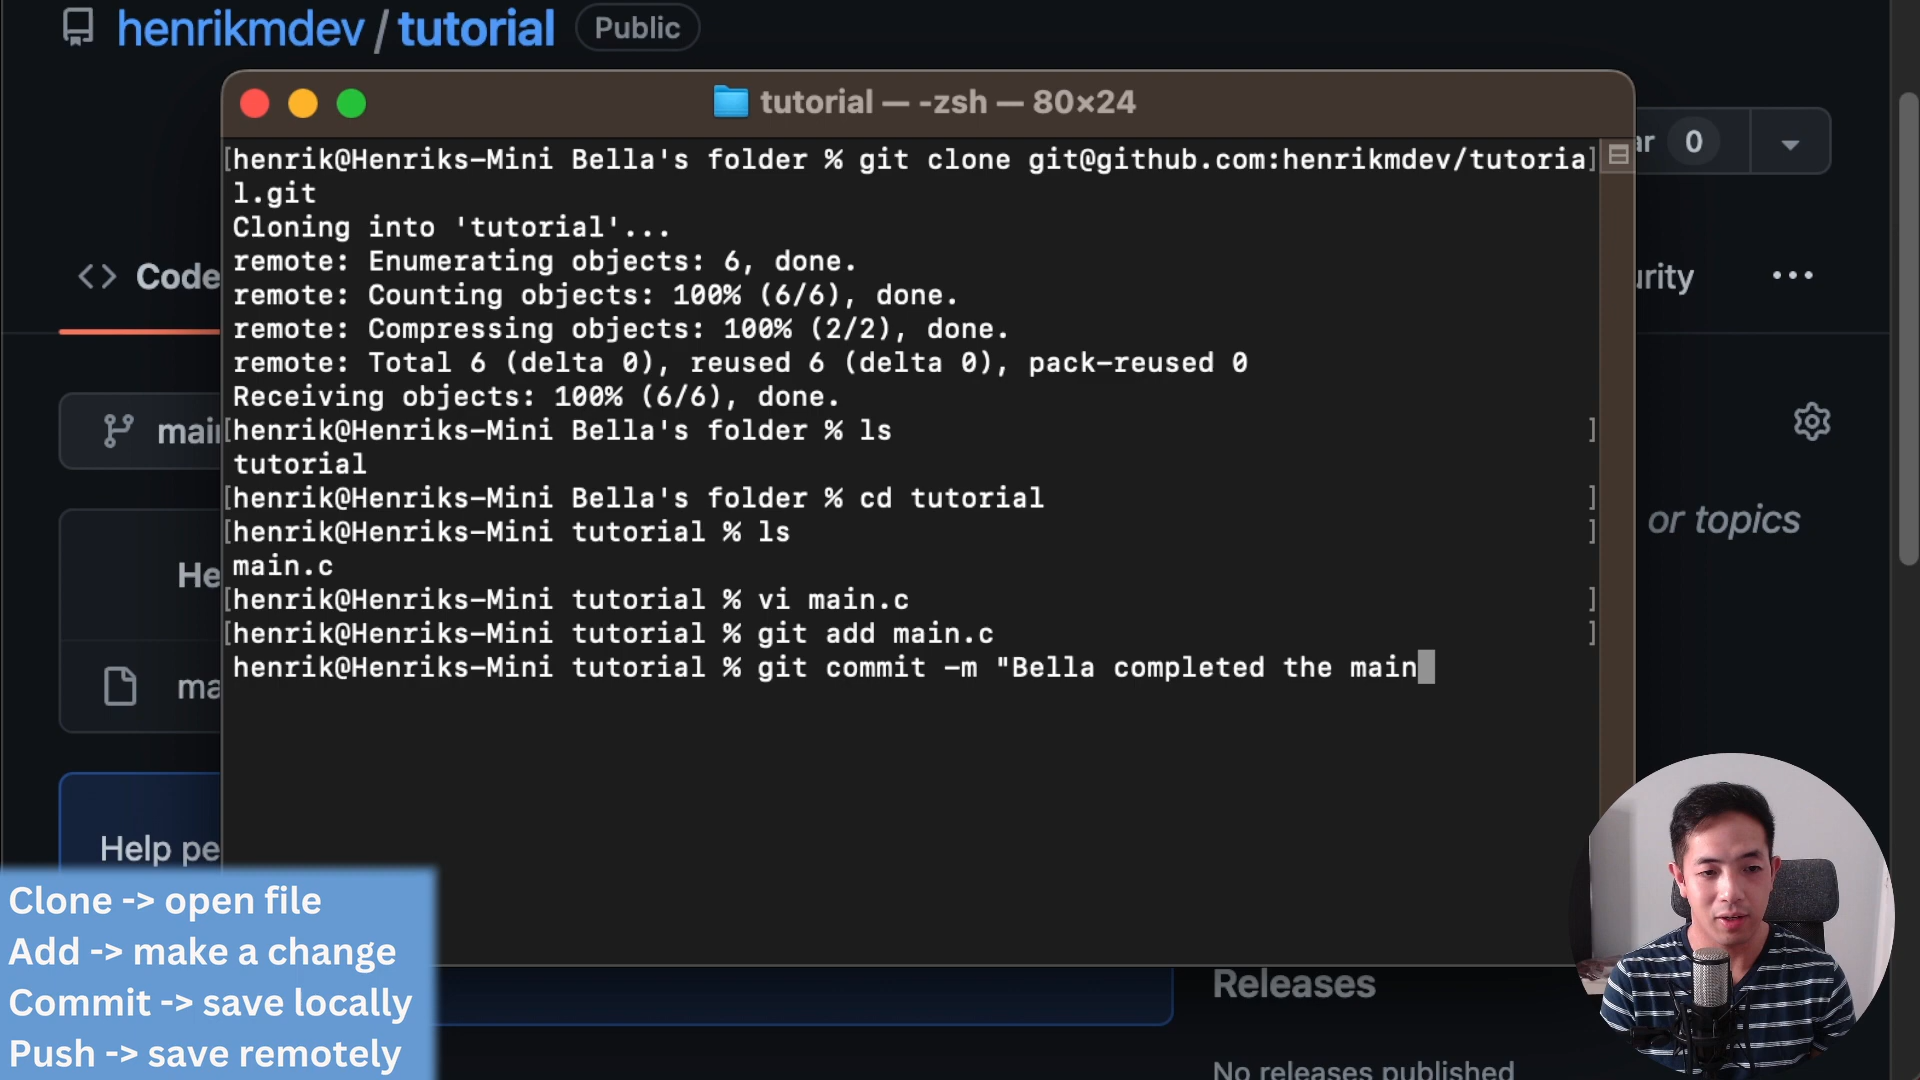 henrikmdev / tutorial Public
tutorial — -zsh — 80×24
[henrik@Henriks-Mini Bella's folder % git clone git@github.com:henrikmdev/tutoria]
l.git
Cloning into 'tutorial'...
remote: Enumerating objects: 6, done.
remote: Counting objects: 100% (6/6), done.
remote: Compressing objects: 100% (2/2), done.
remote: Total 6 (delta 0), reused 6 (delta 0), pack-reused 0
Receiving objects: 100% (6/6), done.
[henrik@Henriks-Mini Bella's folder % ls ]
tutorial
[henrik@Henriks-Mini Bella's folder % cd tutorial ]
[henrik@Henriks-Mini tutorial % ls ]
main.c
[henrik@Henriks-Mini tutorial % vi main.c ]
[henrik@Henriks-Mini tutorial % git add main.c ]
henrik@Henriks-Mini tutorial % git commit -m "Bella completed the main
ar 0
<> Code
urity
mai
or topics
He
ma
Help pe
Clone -> open file
Add -> make a change
Commit -> save locally
Push -> save remotely
Releases
No releases published